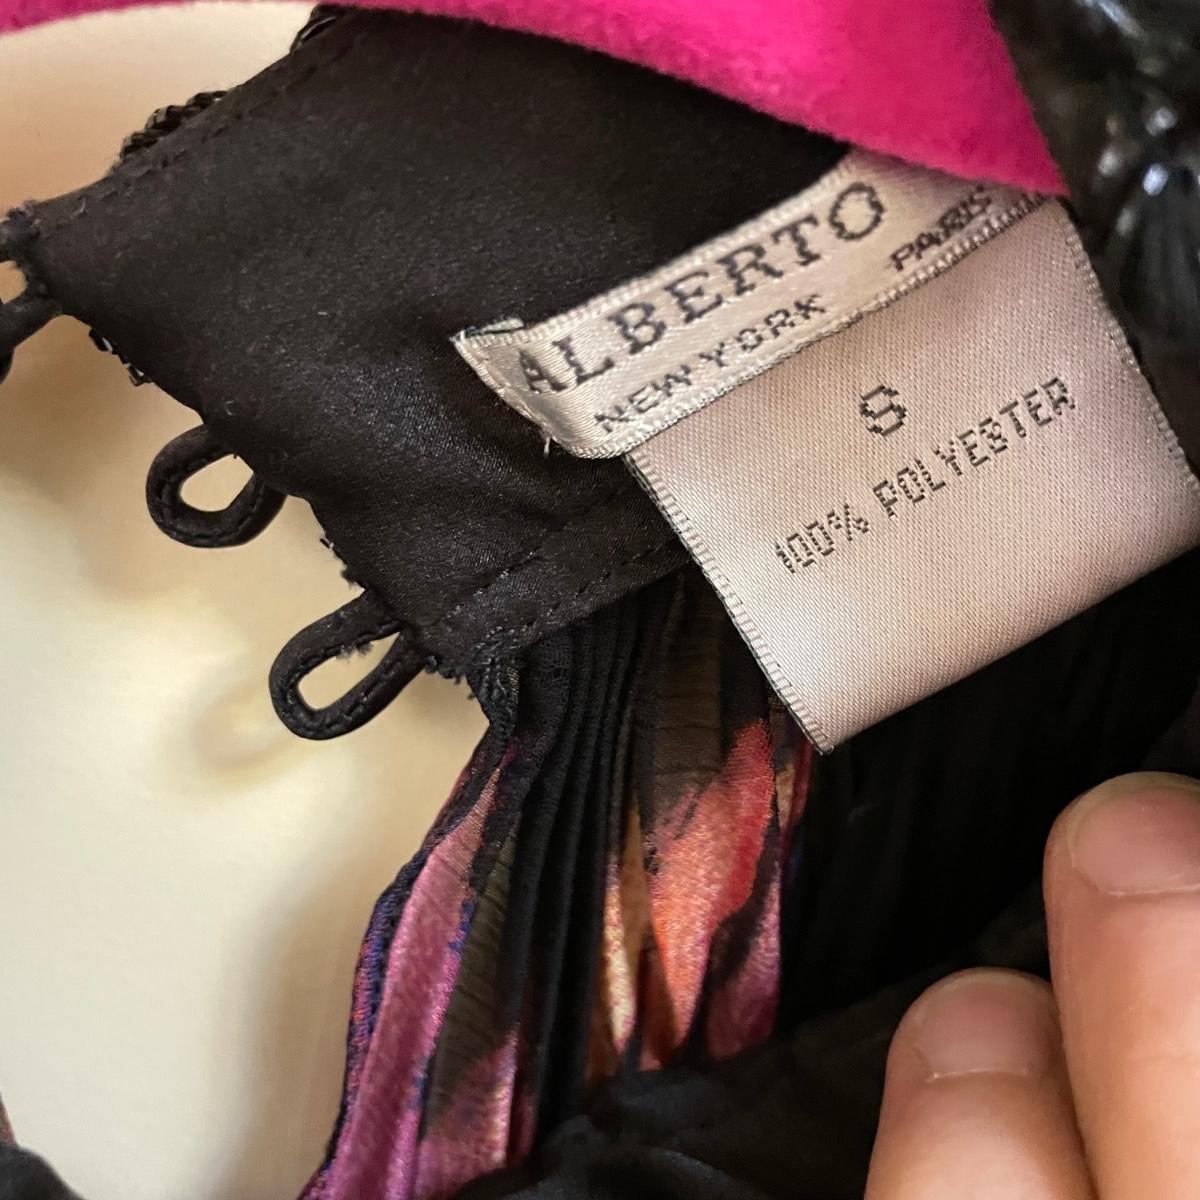 ALBERTO
NEW YORK PARIS
S
100% POLYESTER